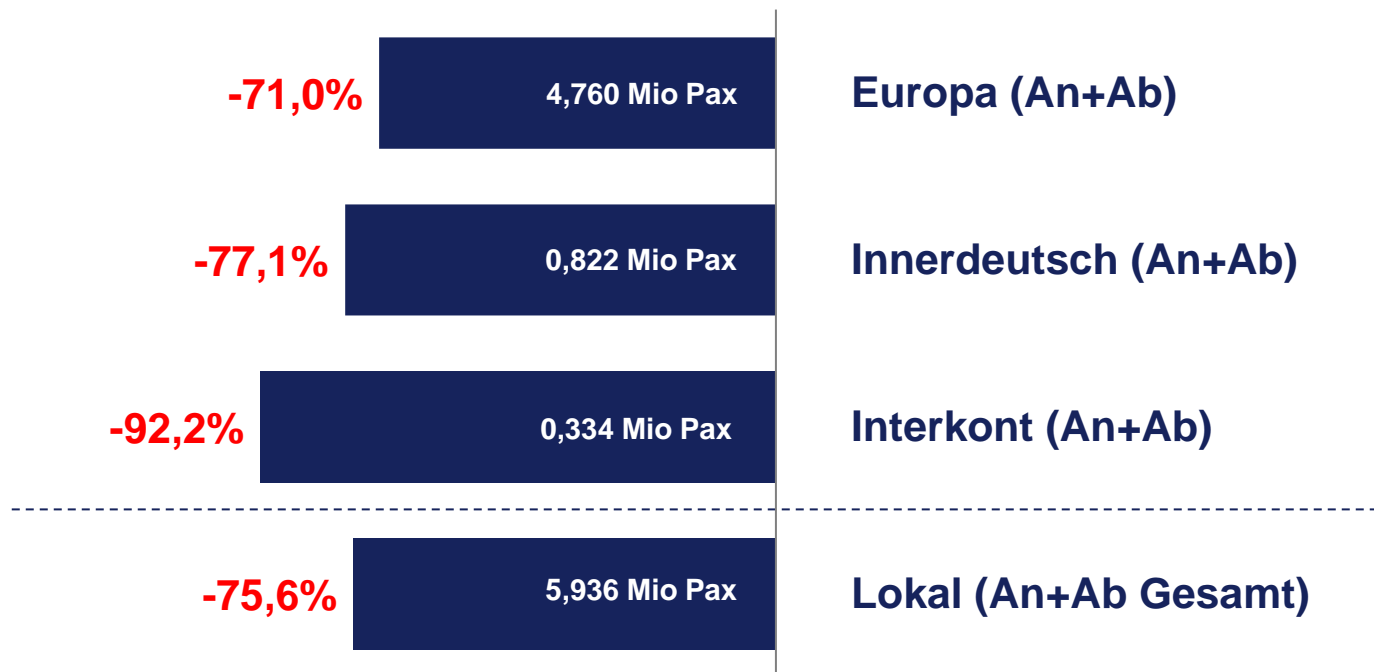 -71,0% 4,760 Mio Pax Europa (An+Ab)
-77,1% 0,822 Mio Pax Innerdeutsch (An+Ab)
-92,2% 0,334 Mio Pax Interkont (An+Ab)
-75,6% 5,936 Mio Pax Lokal (An+Ab Gesamt)